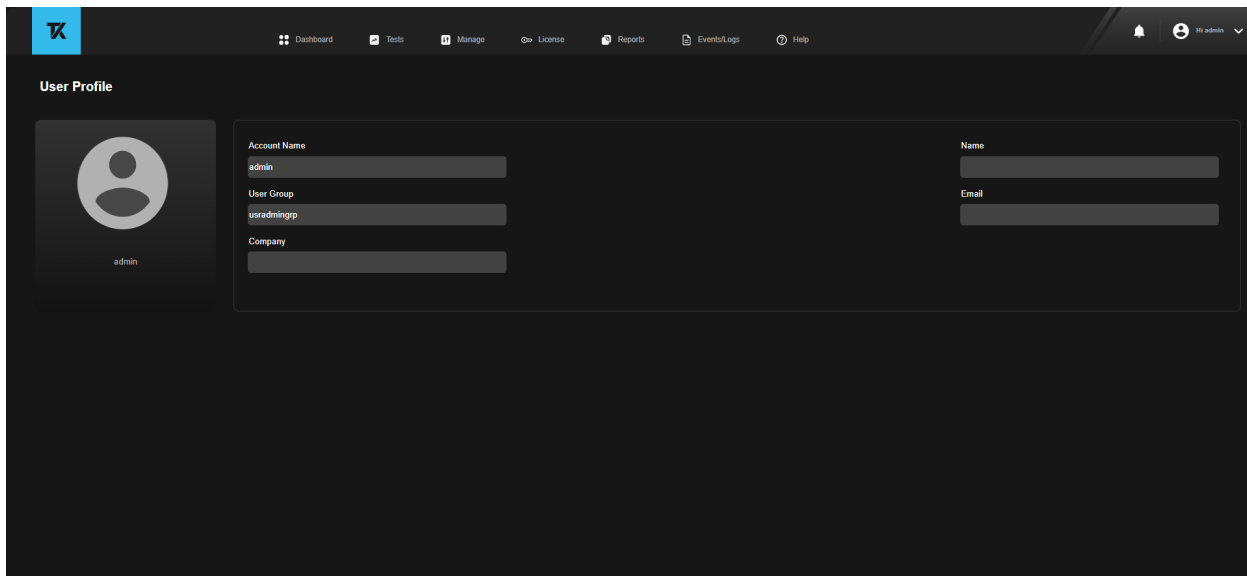 TK
Dashboard Tests Manage License Reports Events/Logs Help Hi admin
User Profile
admin
Account Name
admin
User Group
usradmingrp
Company
Name
Email